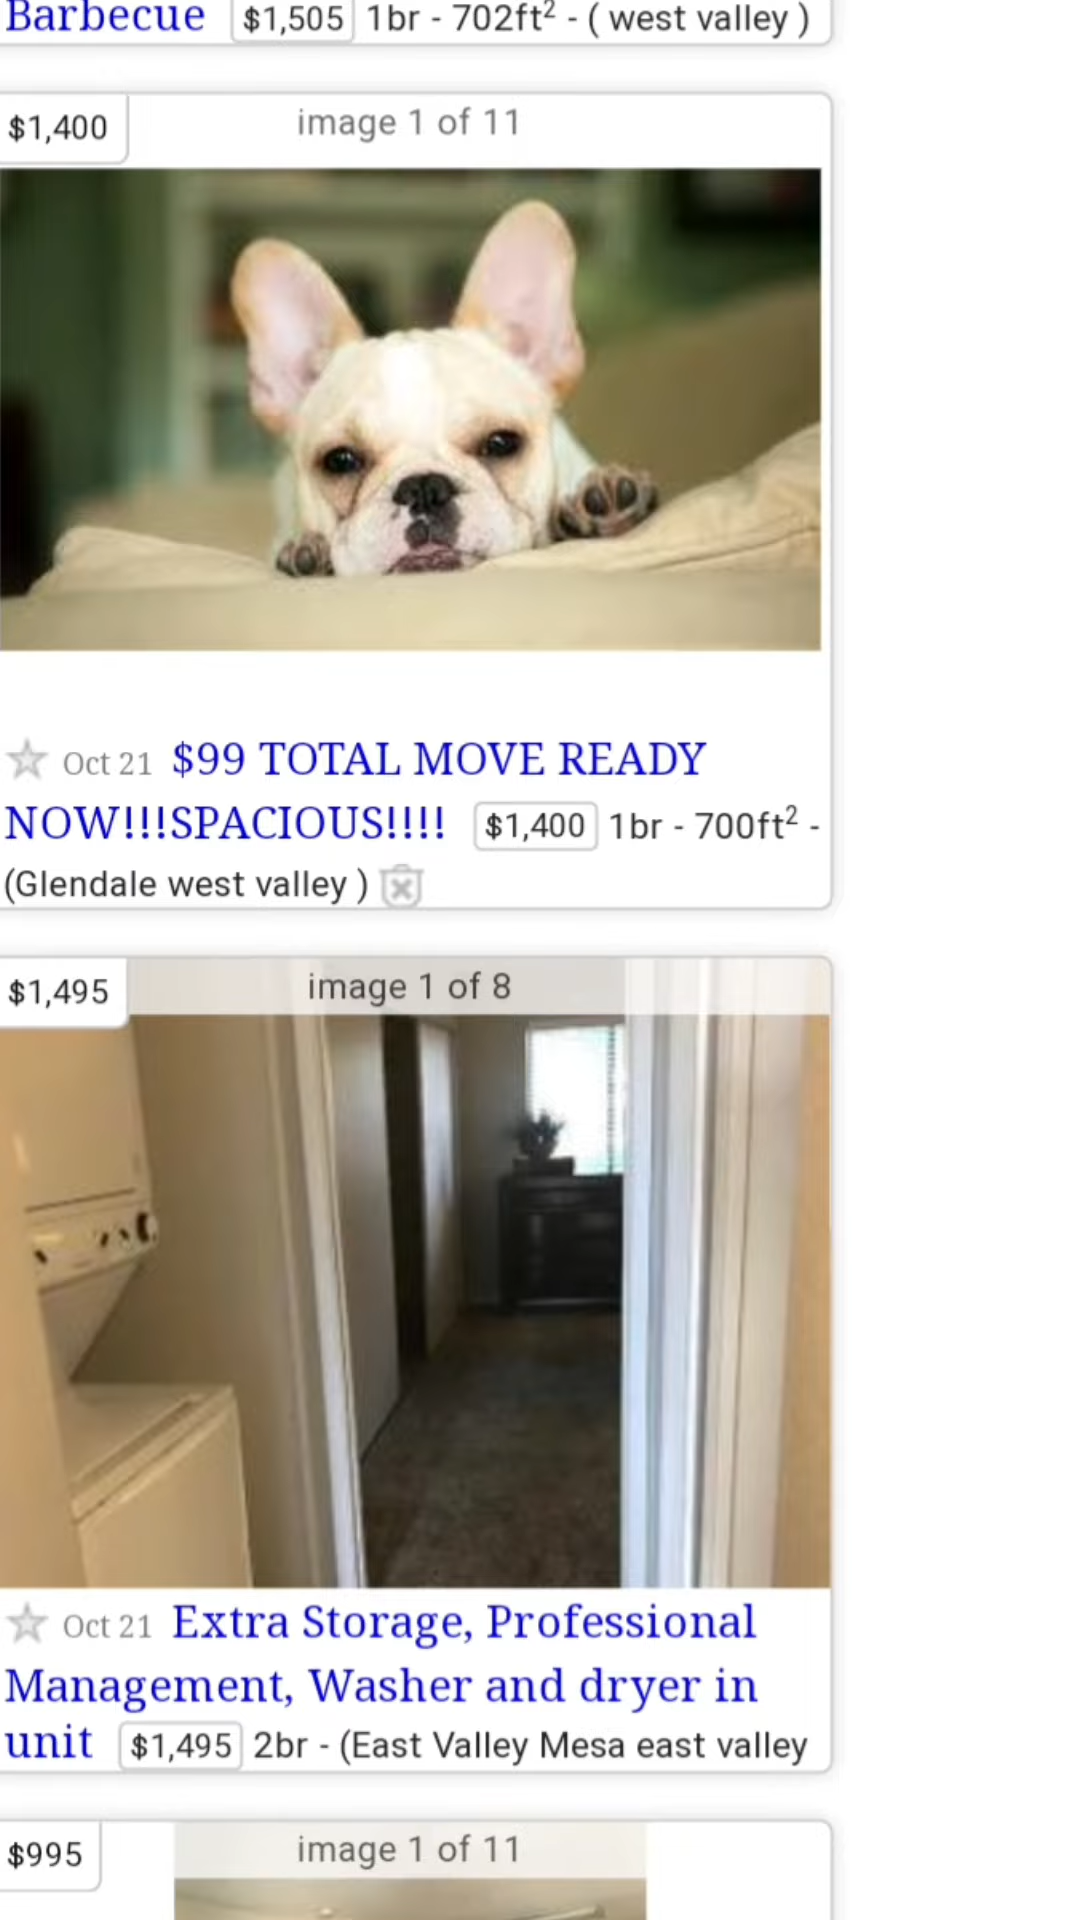 Barbecue $1,505 1br - 702ft² - ( west valley )
$1,400 image 1 of 11
Oct 21 $99 TOTAL MOVE READY
NOW!!!SPACIOUS!!!! $1,400 1br - 700ft² -
(Glendale west valley )
$1,495 image 1 of 8
Oct 21 Extra Storage, Professional
Management, Washer and dryer in
unit $1,495 2br - (East Valley Mesa east valley
$995 image 1 of 11